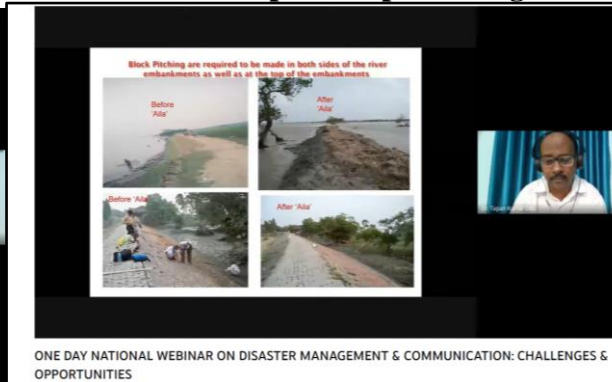 Block Pitching are required to be made in both sides of the river
embankments as well as at the top of the embankments
Before
'Aila'
After
'Aila'
Before 'Aila'
After 'Aila'
ONE DAY NATIONAL WEBINAR ON DISASTER MANAGEMENT & COMMUNICATION: CHALLENGES &
OPPORTUNITIES